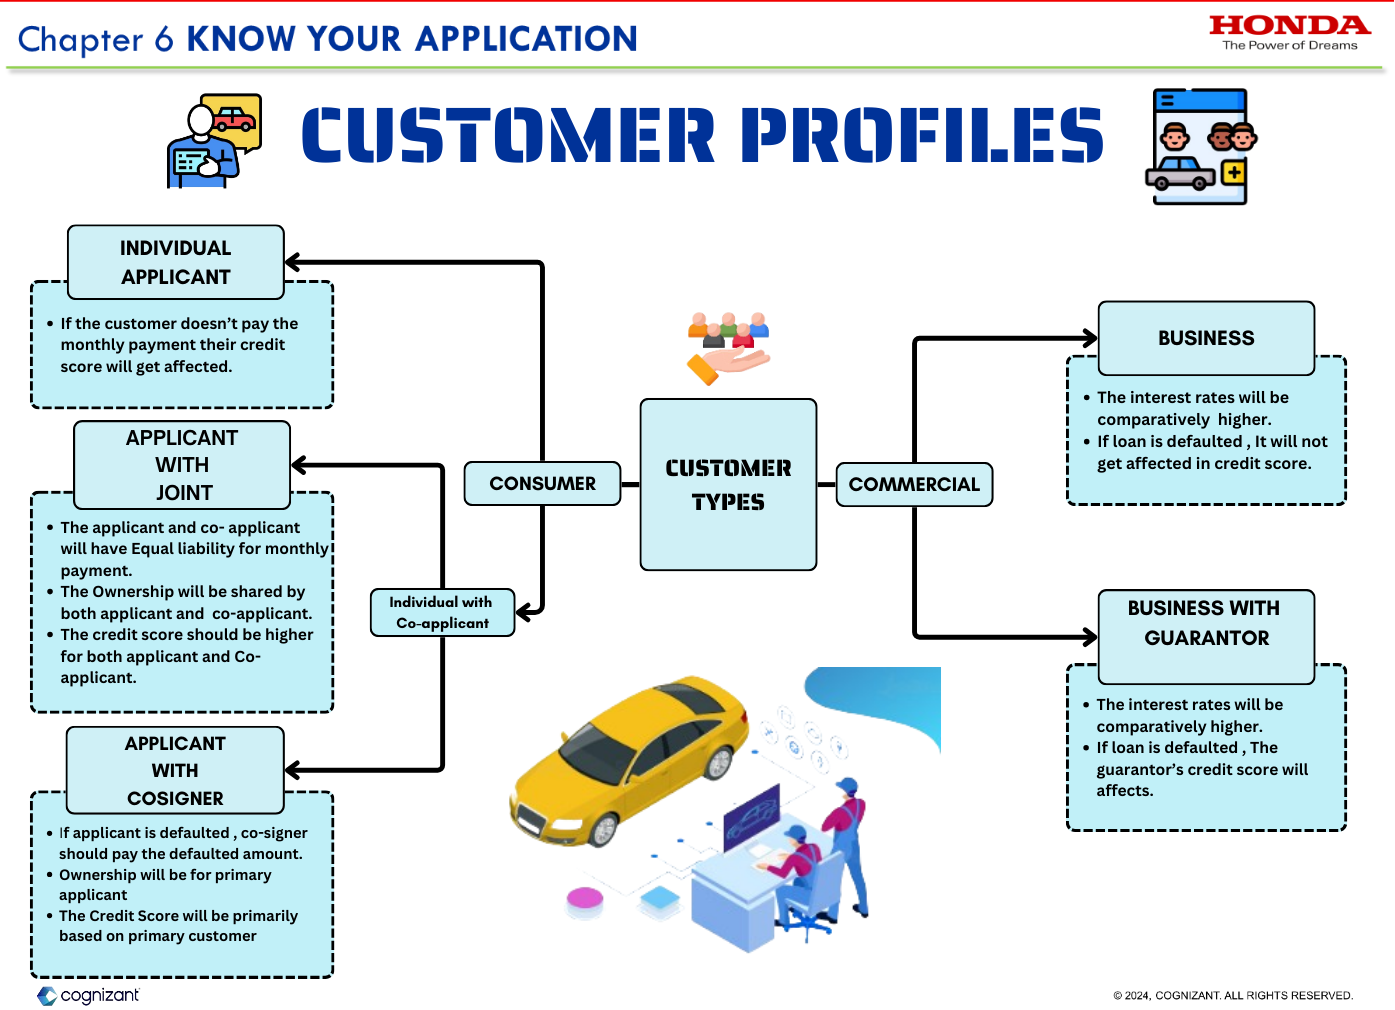 Chapter 6 KNOW YOUR APPLICATION
HONDA
The Power of Dreams
CUSTOMER PROFILES
INDIVIDUAL
APPLICANT
• If the customer doesn't pay the
monthly payment their credit
score will get affected.
APPLICANT
WITH
JOINT
• The applicant and co- applicant
will have Equal liability for monthly
payment.
• The Ownership will be shared by
both applicant and  co-applicant.
• The credit score should be higher
for both applicant and Co-
applicant.
APPLICANT
WITH
COSIGNER
• If applicant is defaulted , co-signer
should pay the defaulted amount.
• Ownership will be for primary
applicant
• The Credit Score will be primarily
based on primary customer
Individual with
Co-applicant
CONSUMER
CUSTOMER
TYPES
COMMERCIAL
BUSINESS
• The interest rates will be
comparatively  higher.
• If loan is defaulted , It will not
get affected in credit score.
BUSINESS WITH
GUARANTOR
• The interest rates will be
comparatively higher.
• If loan is defaulted , The
guarantor's credit score will
affects.
cognizant
© 2024, COGNIZANT. ALL RIGHTS RESERVED.